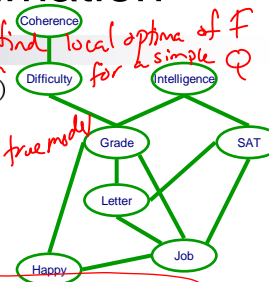 Coherence
find local optima of F
Difficulty
for a simple Q
Intelligence
true model
Grade
SAT
Letter
Job
Happy